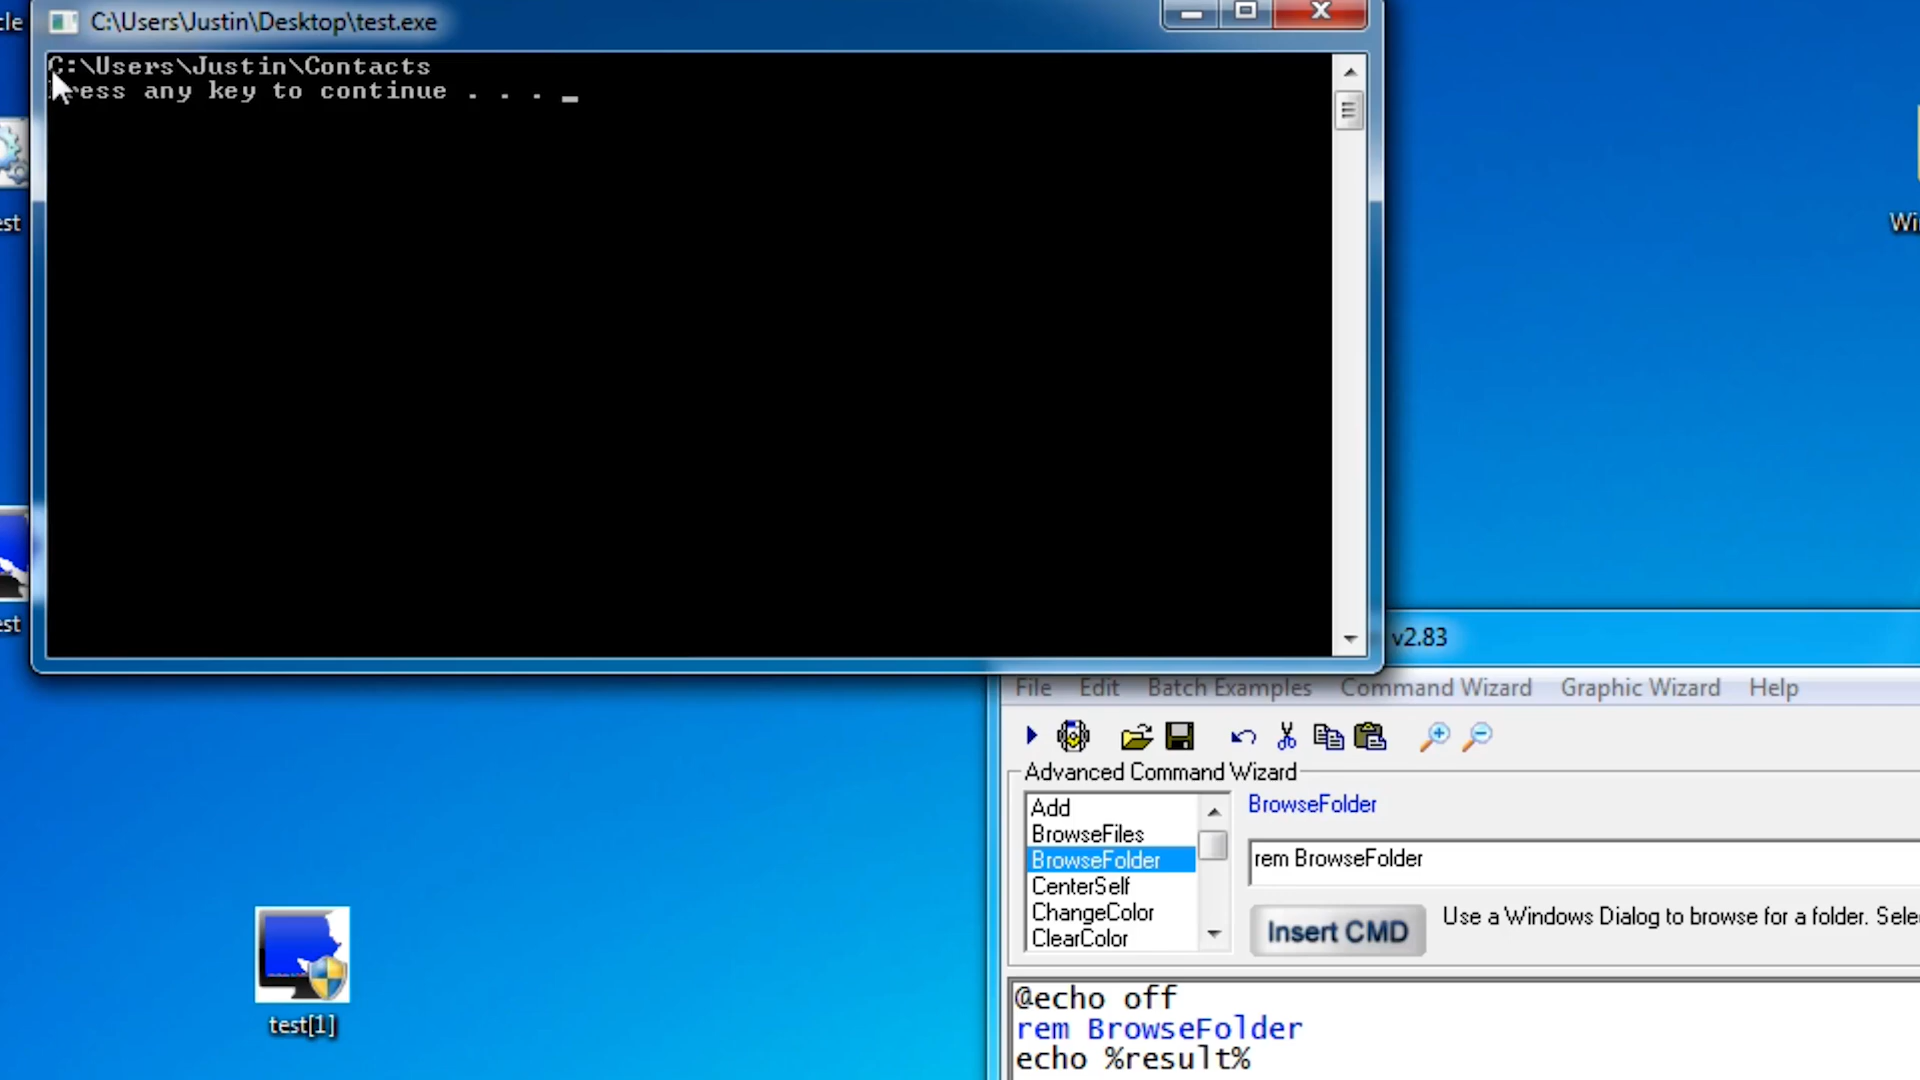 cle
C:\Users\Justin\Desktop\test.exe
C:\Users\Justin\Contacts
ress any key to continue . . . _
est
Wi
est
v2.83
File Edit Batch Examples Command Wizard Graphic Wizard Help
Advanced Command Wizard
Add
BrowseFiles
BrowseFolder
CenterSelf
ChangeColor
ClearColor
BrowseFolder
rem BrowseFolder
Insert CMD
Use a Windows Dialog to browse for a folder. Sele
test[1]
@echo off
rem BrowseFolder
echo %result%